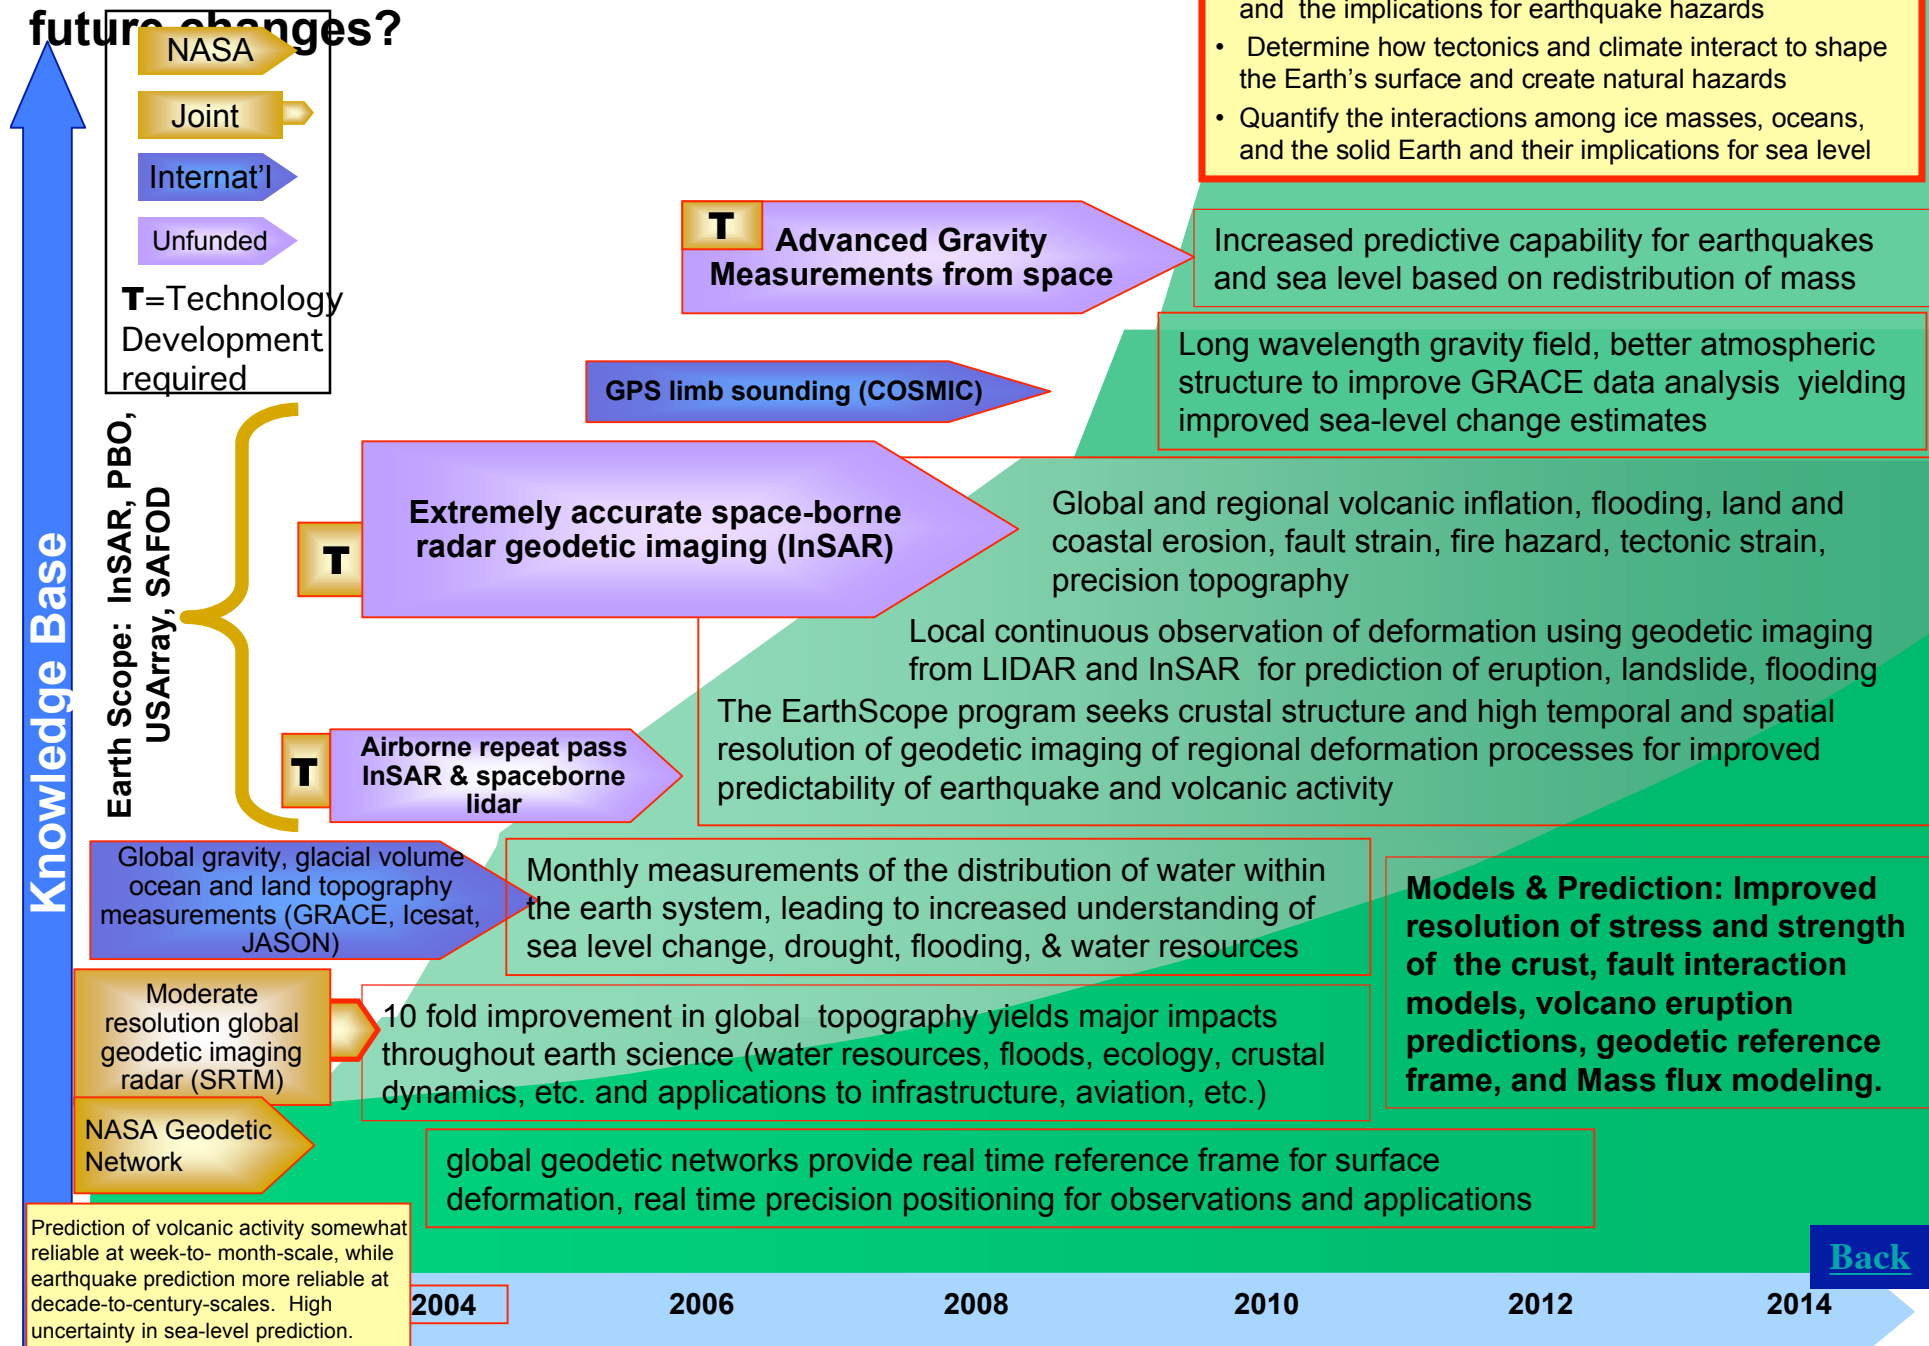 future changes?
and the implications for earthquake hazards
• Determine how tectonics and climate interact to shape
the Earth's surface and create natural hazards
• Quantify the interactions among ice masses, oceans,
and the solid Earth and their implications for sea level
NASA
Joint
Internat'l
Unfunded
T=Technology
Development
required
T
Advanced Gravity
Measurements from space
Increased predictive capability for earthquakes
and sea level based on redistribution of mass
GPS limb sounding (COSMIC)
Long wavelength gravity field, better atmospheric
structure to improve GRACE data analysis yielding
improved sea-level change estimates
Knowledge Base
Earth Scope: InSAR, PBO,
USArray, SAFOD
T
Extremely accurate space-borne
radar geodetic imaging (InSAR)
Global and regional volcanic inflation, flooding, land and
coastal erosion, fault strain, fire hazard, tectonic strain,
precision topography
Local continuous observation of deformation using geodetic imaging
from LIDAR and InSAR for prediction of eruption, landslide, flooding
T
Airborne repeat pass
InSAR & spaceborne
lidar
The EarthScope program seeks crustal structure and high temporal and spatial
resolution of geodetic imaging of regional deformation processes for improved
predictability of earthquake and volcanic activity
Global gravity, glacial volume
ocean and land topography
measurements (GRACE, Icesat,
JASON)
Monthly measurements of the distribution of water within
the earth system, leading to increased understanding of
sea level change, drought, flooding, & water resources
Models & Prediction: Improved
resolution of stress and strength
of the crust, fault interaction
models, volcano eruption
predictions, geodetic reference
frame, and Mass flux modeling.
Moderate
resolution global
geodetic imaging
radar (SRTM)
10 fold improvement in global topography yields major impacts
throughout earth science (water resources, floods, ecology, crustal
dynamics, etc. and applications to infrastructure, aviation, etc.)
NASA Geodetic
Network
global geodetic networks provide real time reference frame for surface
deformation, real time precision positioning for observations and applications
Prediction of volcanic activity somewhat
reliable at week-to- month-scale, while
earthquake prediction more reliable at
decade-to-century-scales. High
uncertainty in sea-level prediction.
Back
2004
2006
2008
2010
2012
2014